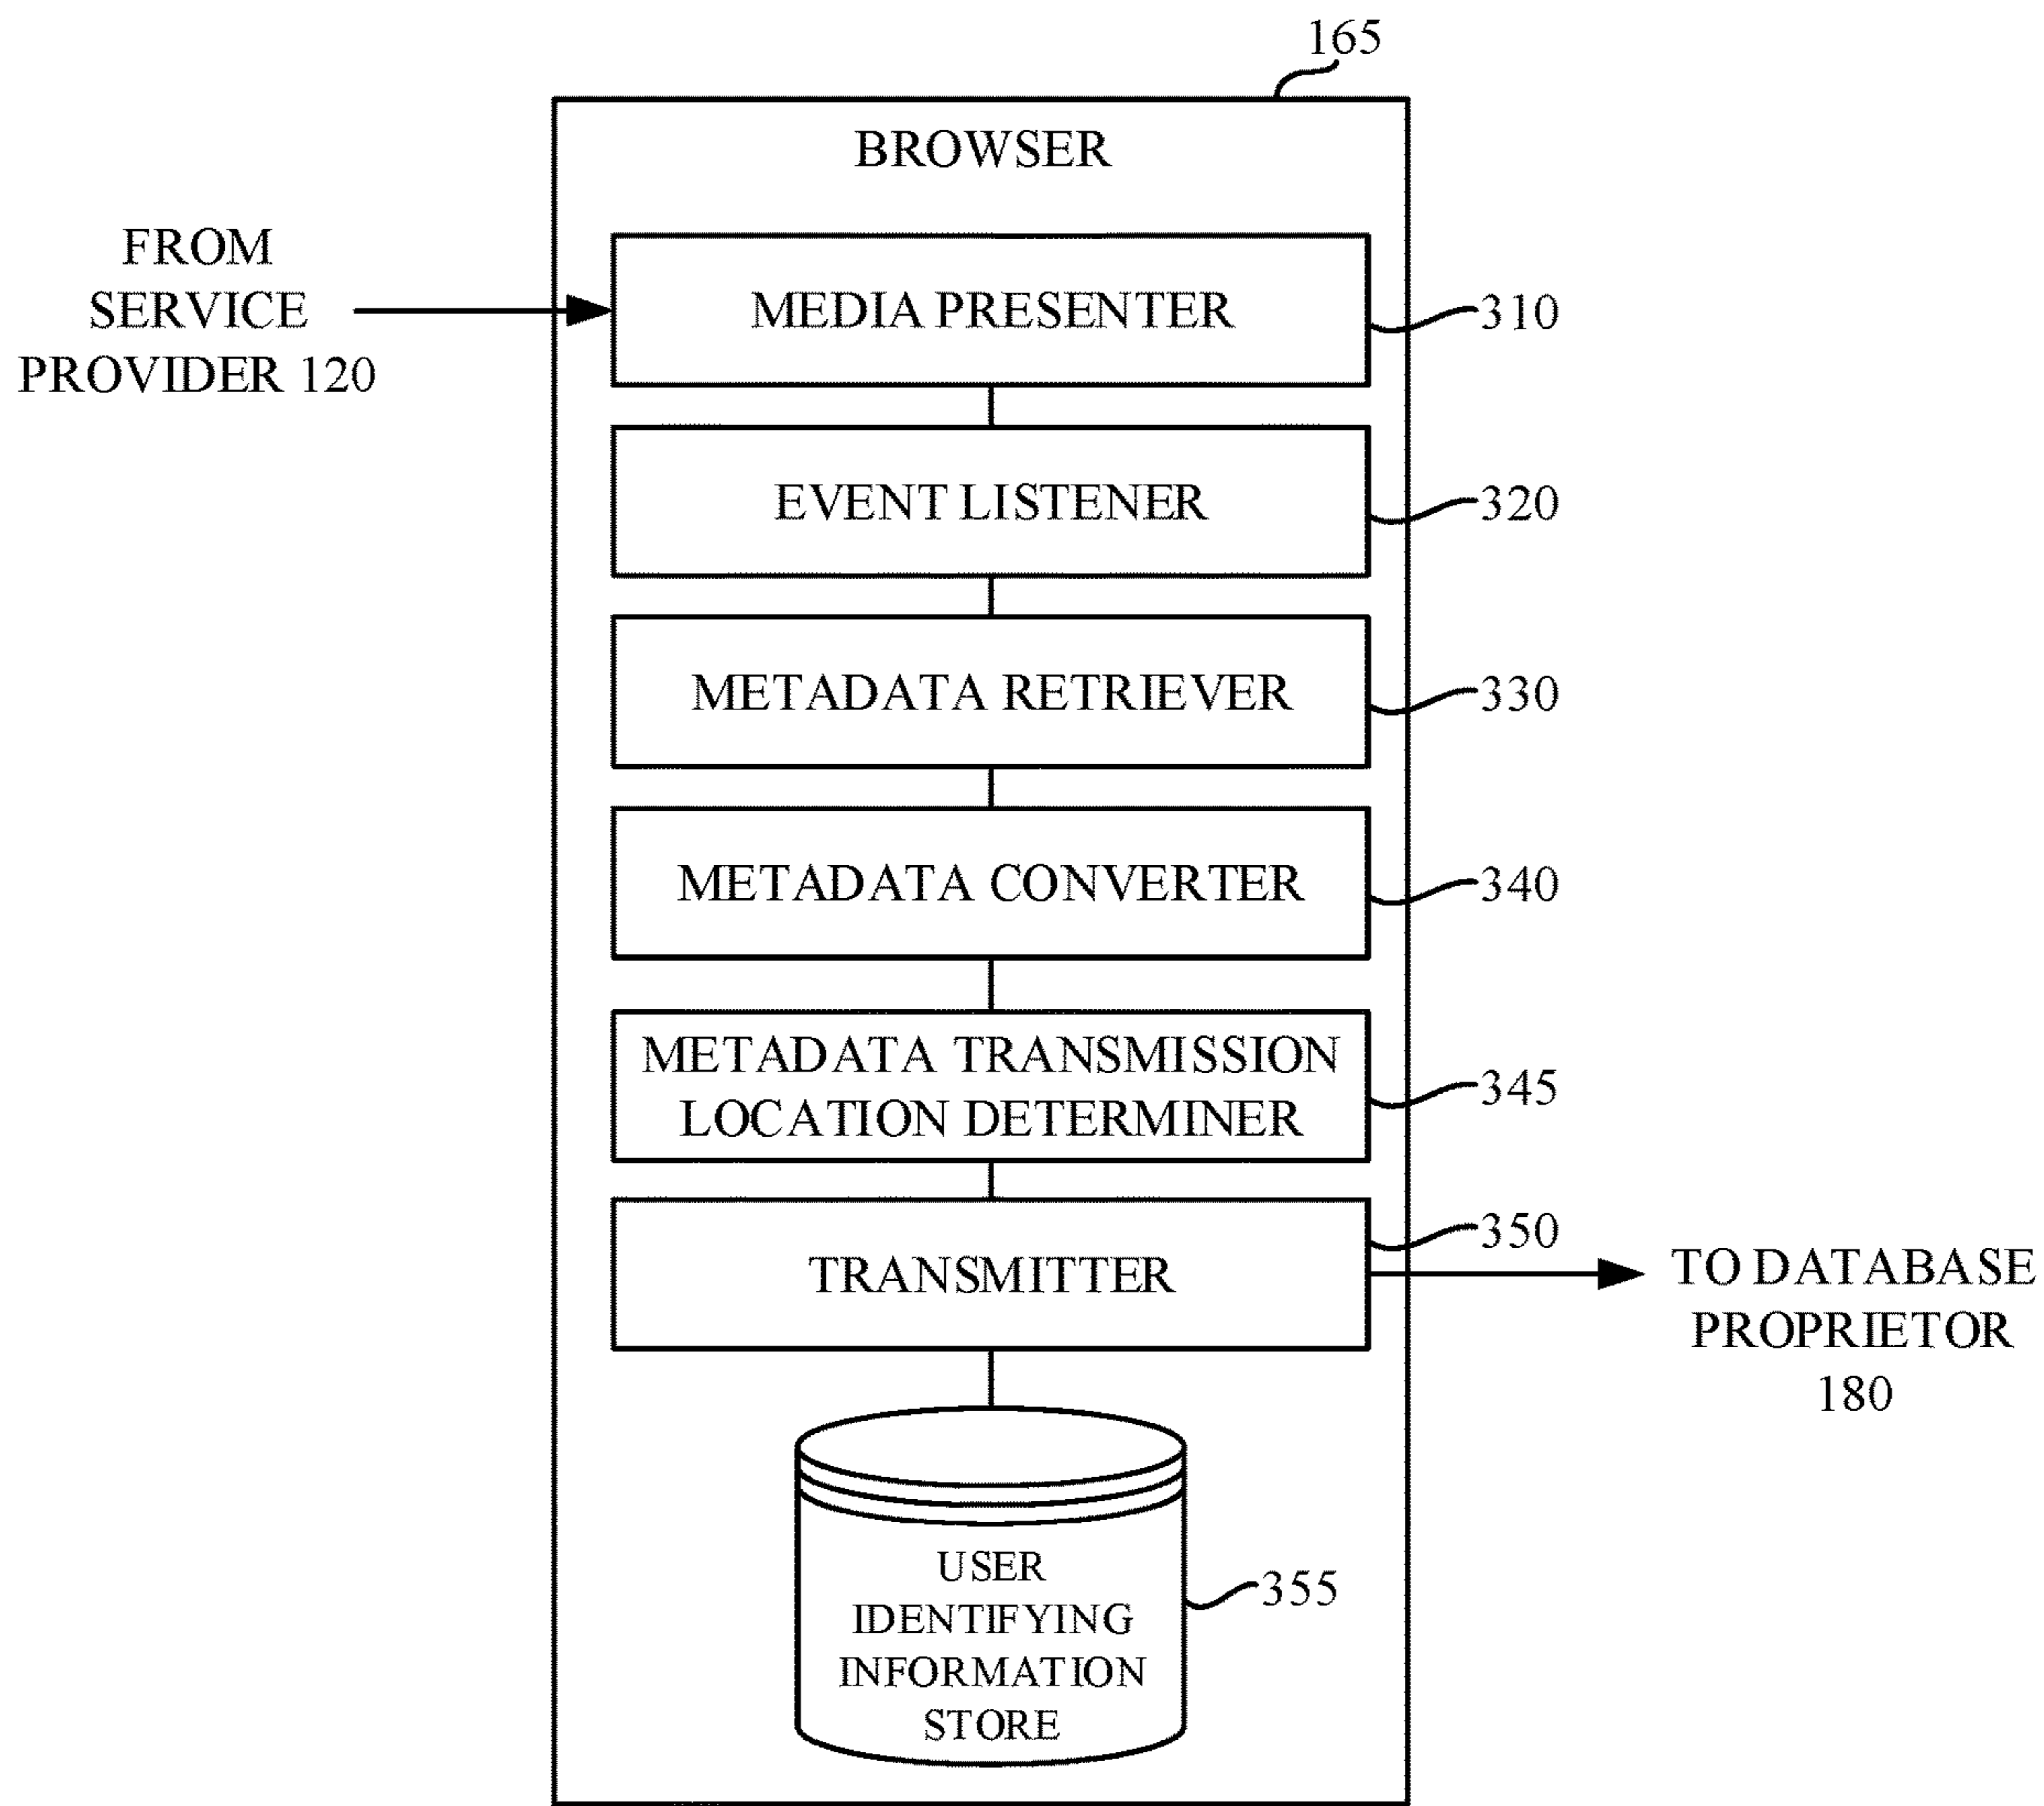 165
BROWSER
FROM
SERVICE
PROVIDER 120
MEDIA PRESENTER
310
EVENT LISTENER
320
METADATA RETRIEVER
330
METADATA CONVERTER
340
METADATA TRANSMISSION
LOCATION DETERMINER
345
TRANSMITTER
350
TO DATABASE
PROPRIETOR
180
USER
IDENTIFYING
INFORMATION
STORE
355